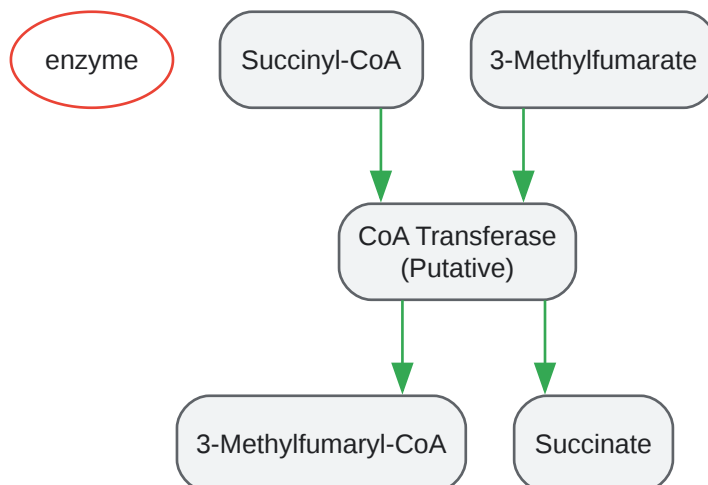 enzyme
Succinyl-CoA
3-Methylfumarate
CoA Transferase
(Putative)
3-Methylfumaryl-CoA
Succinate